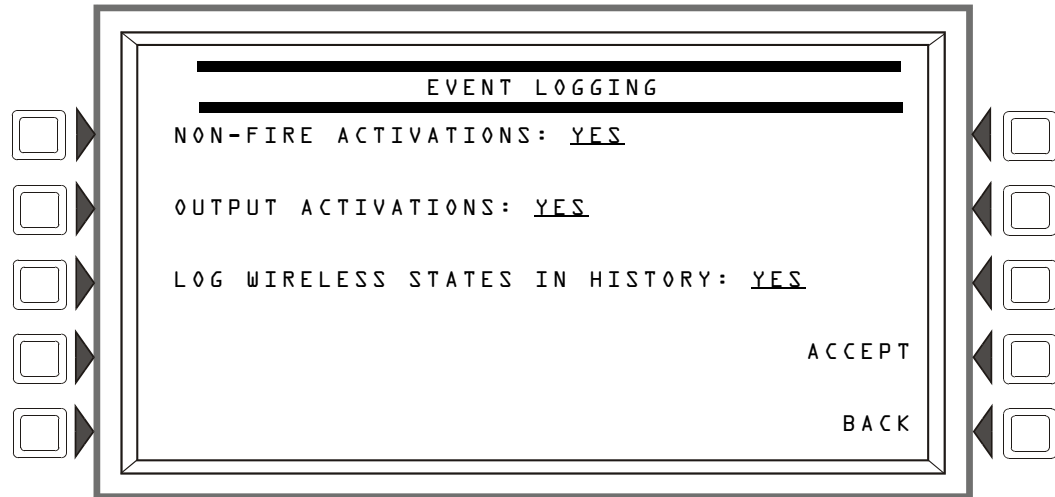 EVENT LOGGING
NON-FIRE ACTIVATIONS: YES
OUTPUT ACTIVATIONS: YES
LOG WIRELESS STATES IN HISTORY: YES
ACCEPT
BACK